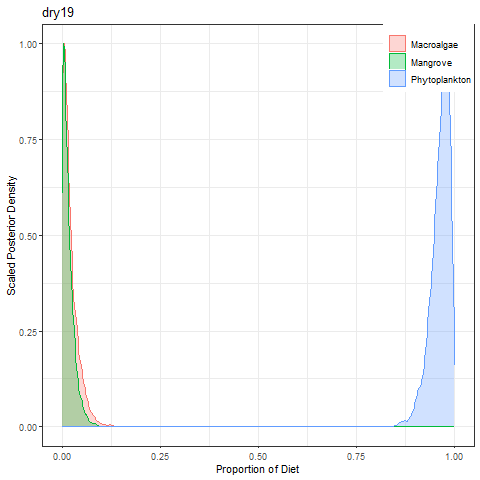 dry19
Macroalgae
Mangrove
Phytoplankton
1.00
0.75
0.50
0.25
0.00
Scaled Posterior Density
0.00 0.25 0.50 0.75 1.00
Proportion of Diet